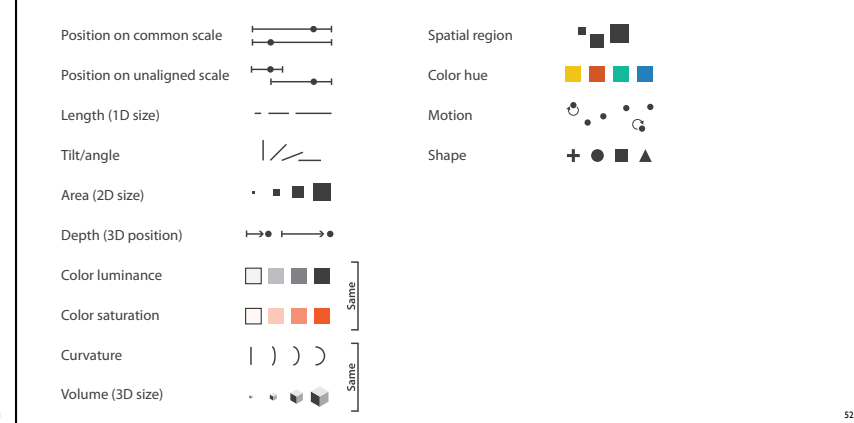 Position on common scale
Position on unaligned scale
Length (1D size)
Tilt/angle
Area (2D size)
Depth (3D position)
Color luminance
Color saturation
Same
Curvature
Volume (3D size)
Same
Spatial region
Color hue
Motion
Shape
52